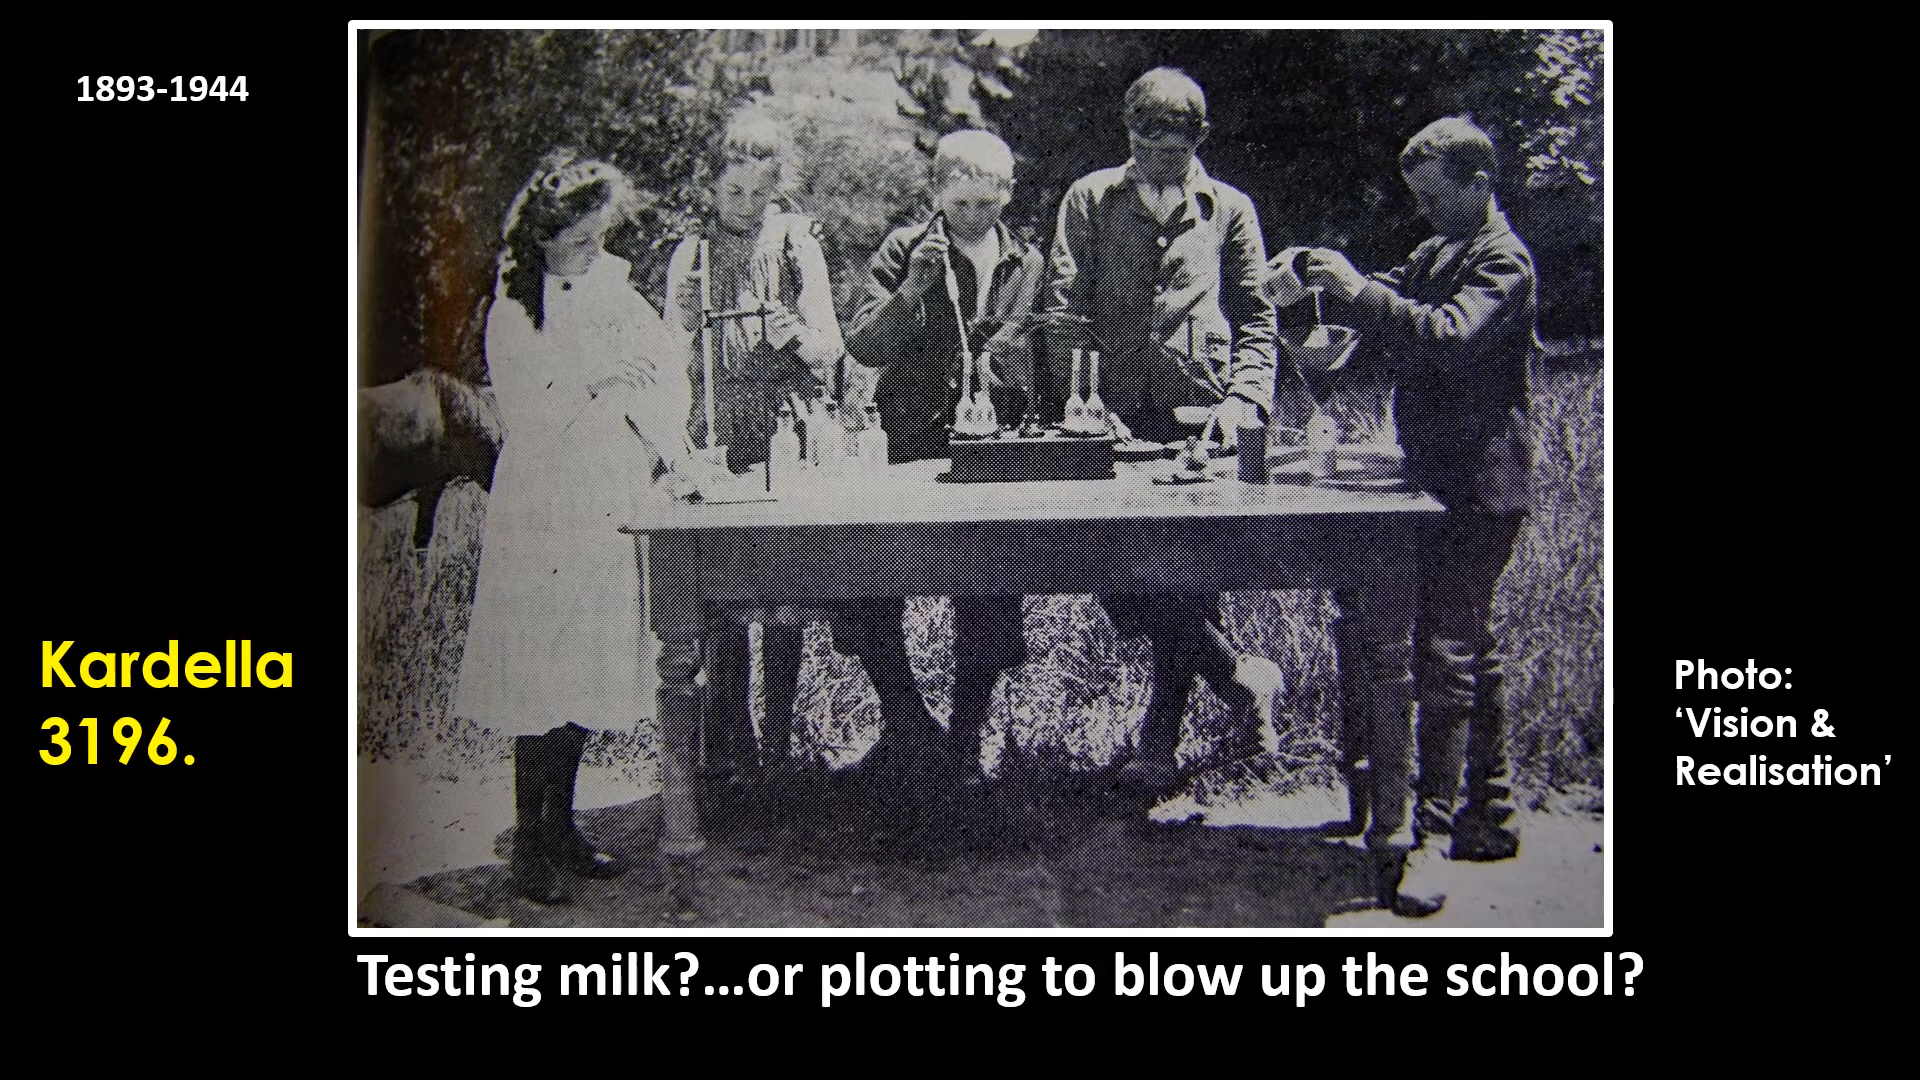 1893-1944
Kardella
3196.
Photo:
‘Vision &
Realisation’
Testing milk?...or plotting to blow up the school?